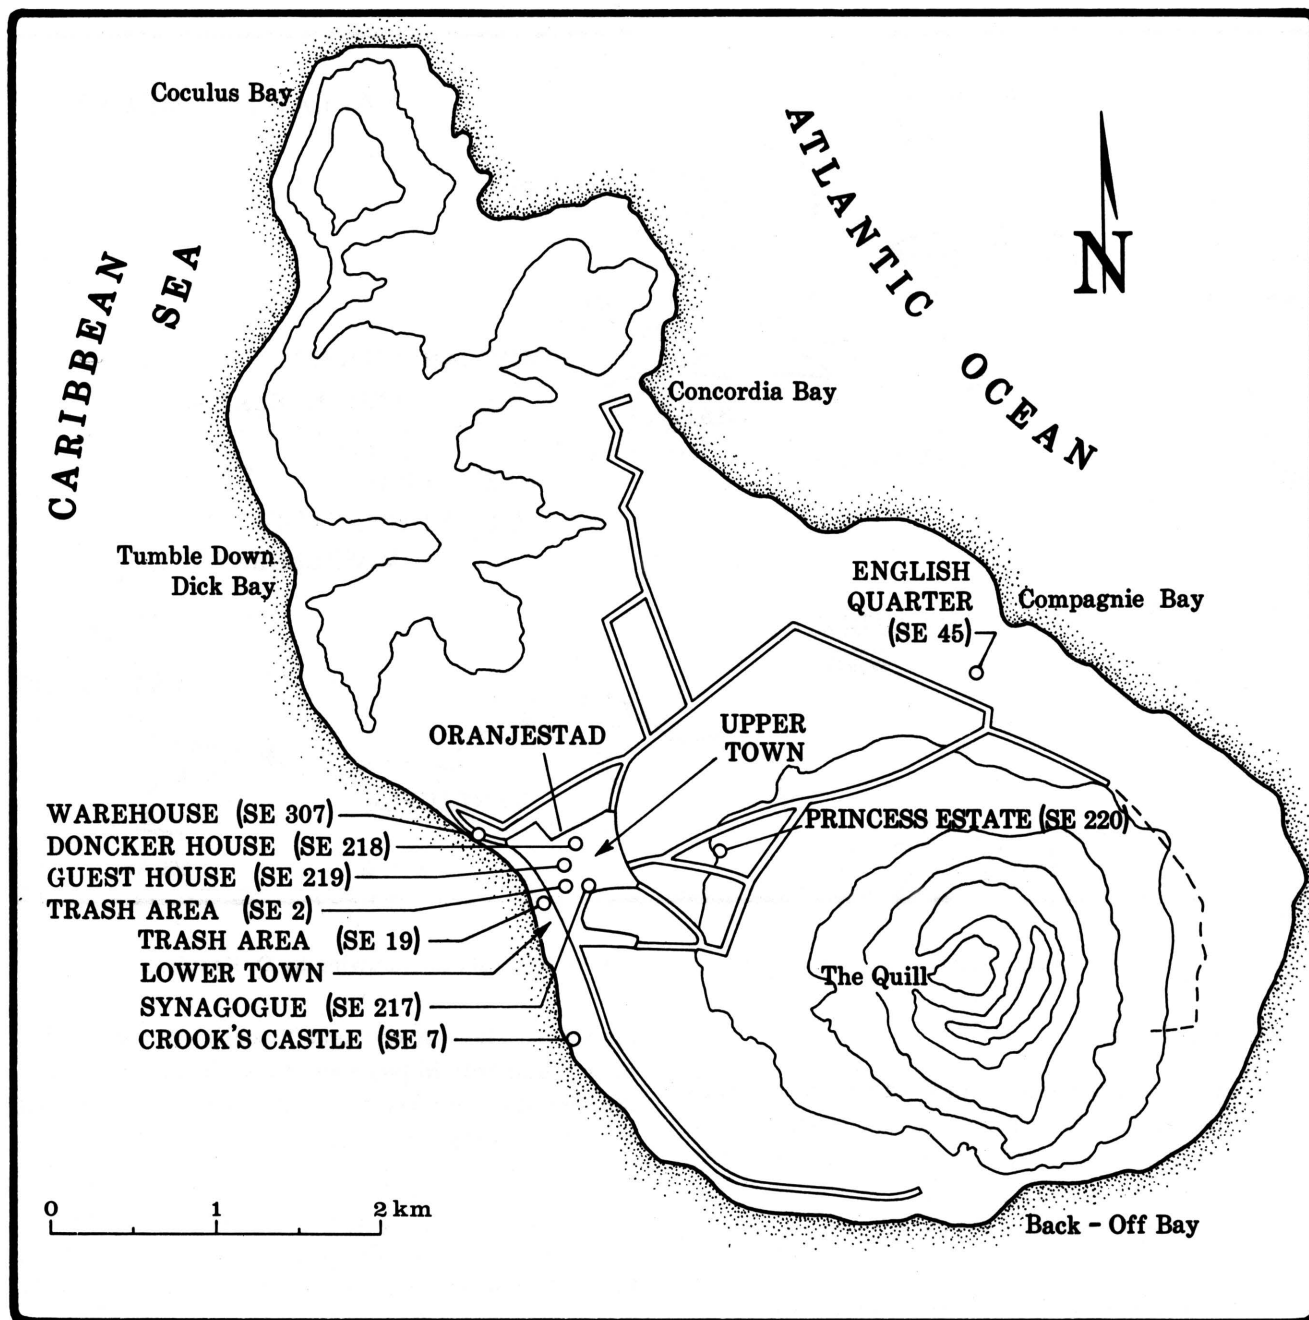 Coculus Bay
ATLANTIC
OCEAN
N
CARIBBEAN
SEA
Concordia Bay
Tumble Down
Dick Bay
ENGLISH
QUARTER
(SE 45)
Compagnie Bay
ORANJESTAD
UPPER
TOWN
WAREHOUSE (SE 307)
DONCKER HOUSE (SE 218)
GUEST HOUSE (SE 219)
TRASH AREA (SE 2)
TRASH AREA (SE 19)
LOWER TOWN
SYNAGOGUE (SE 217)
CROOK'S CASTLE (SE 7)
PRINCESS ESTATE (SE 220)
The Quill
0 1 2 km
Back - Off Bay